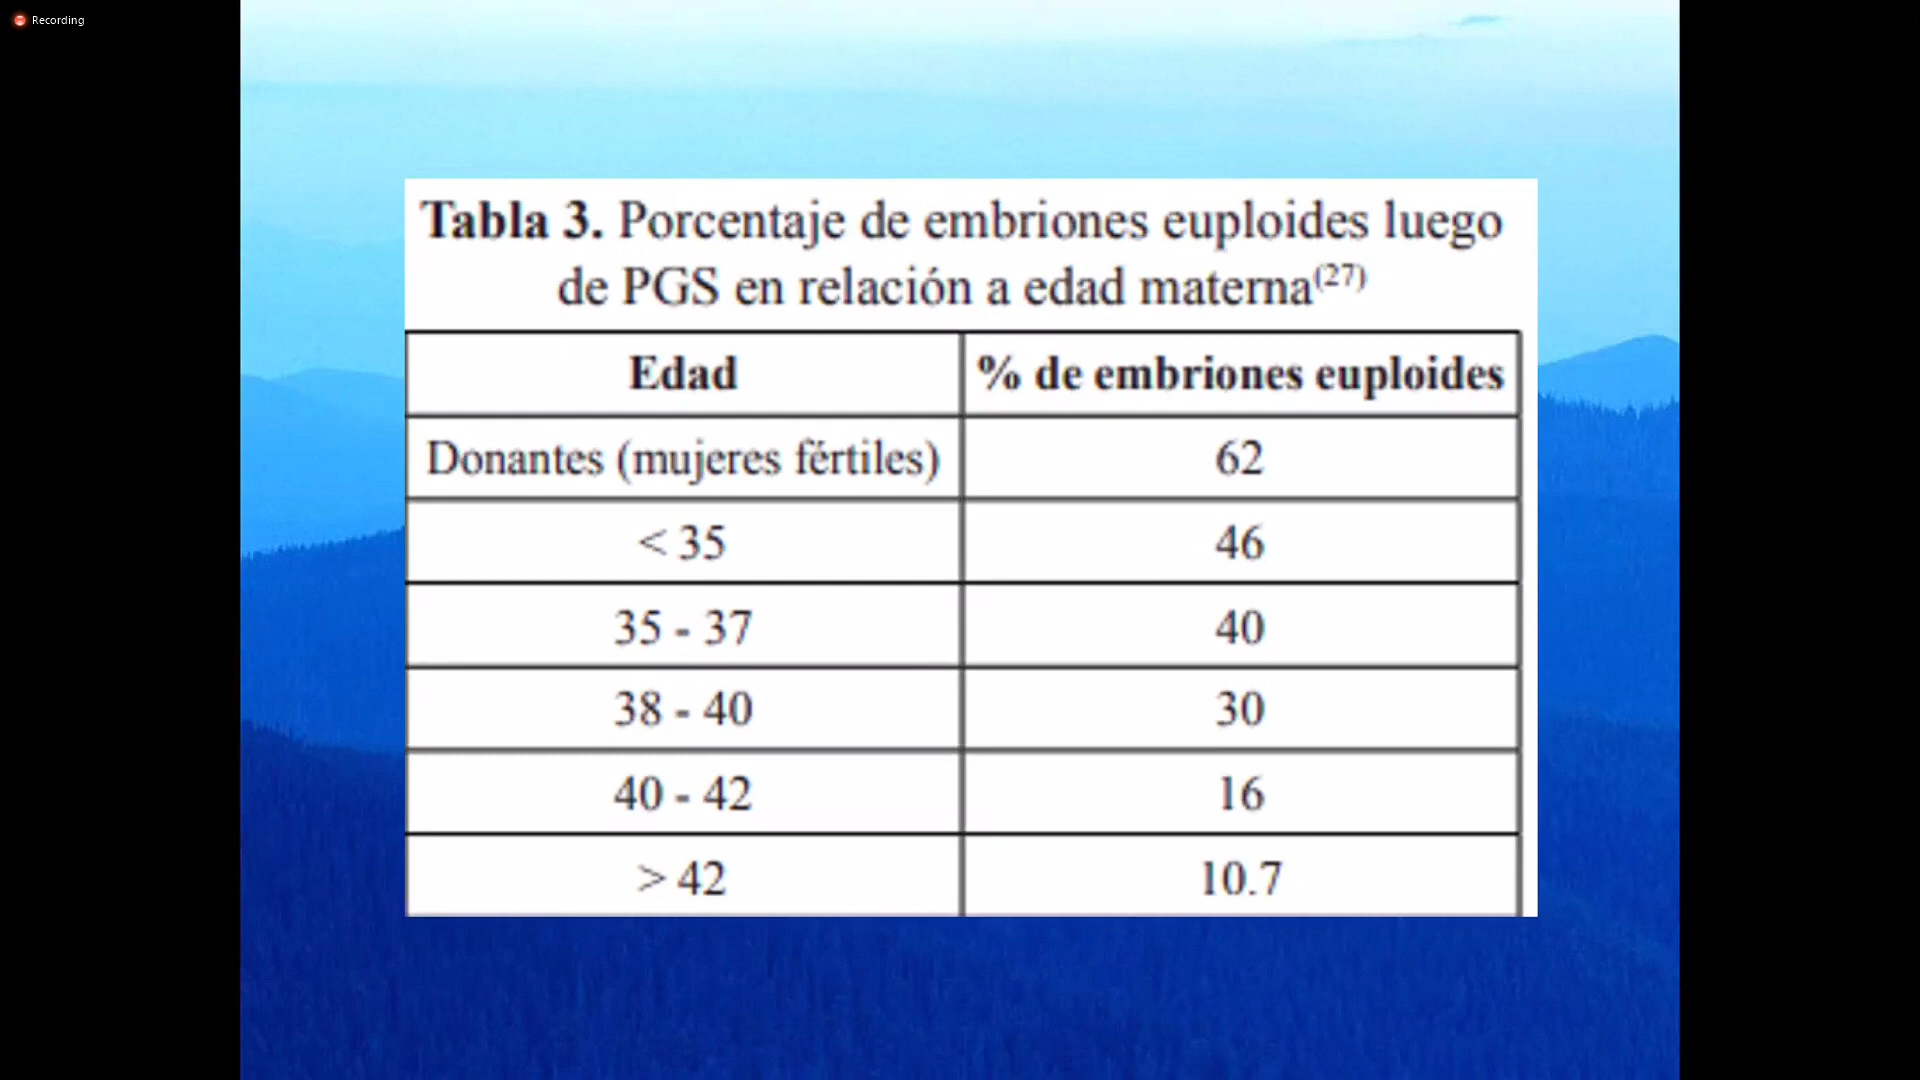 Recording
Tabla 3. Porcentaje de embriones euploides luego
de PGS en relación a edad materna(27)
Edad % de embriones euploides
Donantes (mujeres fértiles) 62
< 35 46
35 - 37 40
38 - 40 30
40 - 42 16
> 42 10.7